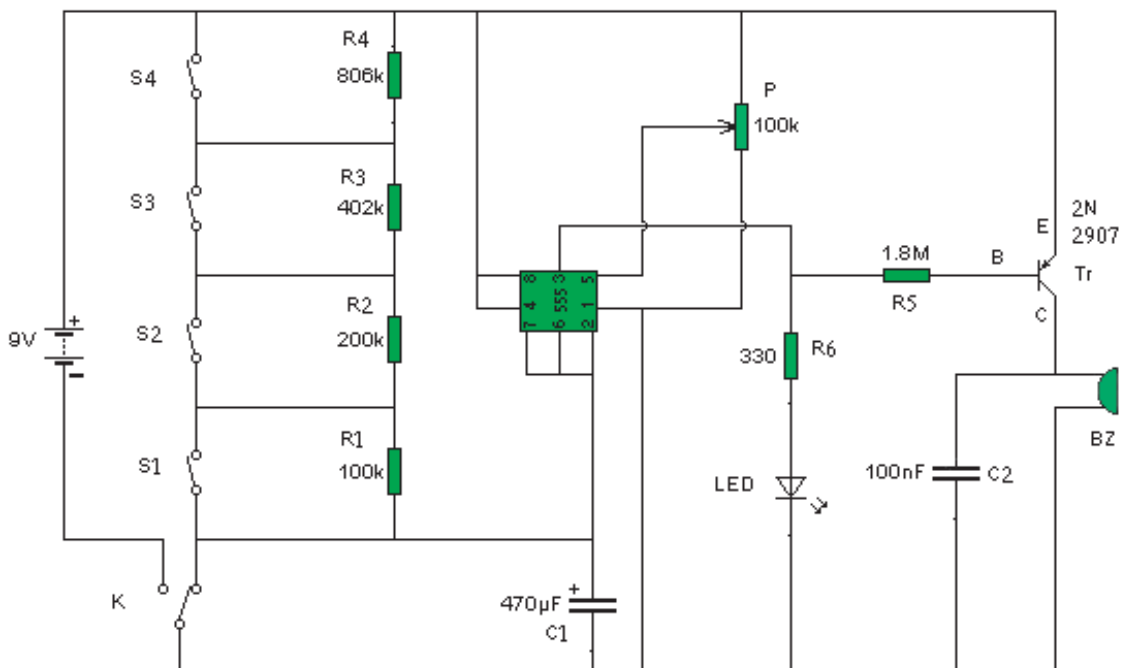 R4
806k
S4
P
100k
R3
402k
S3
2N
2907
E
1.8M
B
Tr
R5
C
8 3 5
4 555 1
7 6 2
R2
200k
S2
9V
+
-
330
R6
BZ
R1
100k
S1
LED
100nF
C2
K
+
470µF
C1